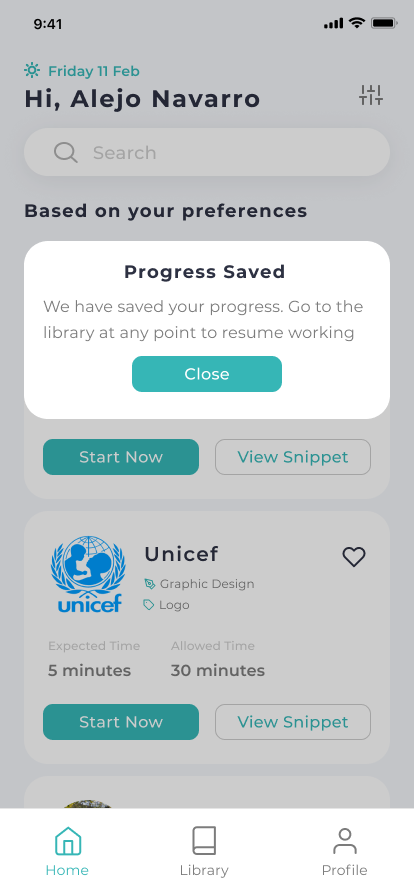 9:41
Friday 11 Feb
Hi, Alejo Navarro
Search
Based on your preferences
Progress Saved
We have saved your progress. Go to the
library at any point to resume working
Close
Start Now
View Snippet
unicef
Unicef
Graphic Design
Logo
Expected Time
Allowed Time
5 minutes
30 minutes
Start Now
View Snippet
Home
Library
Profile